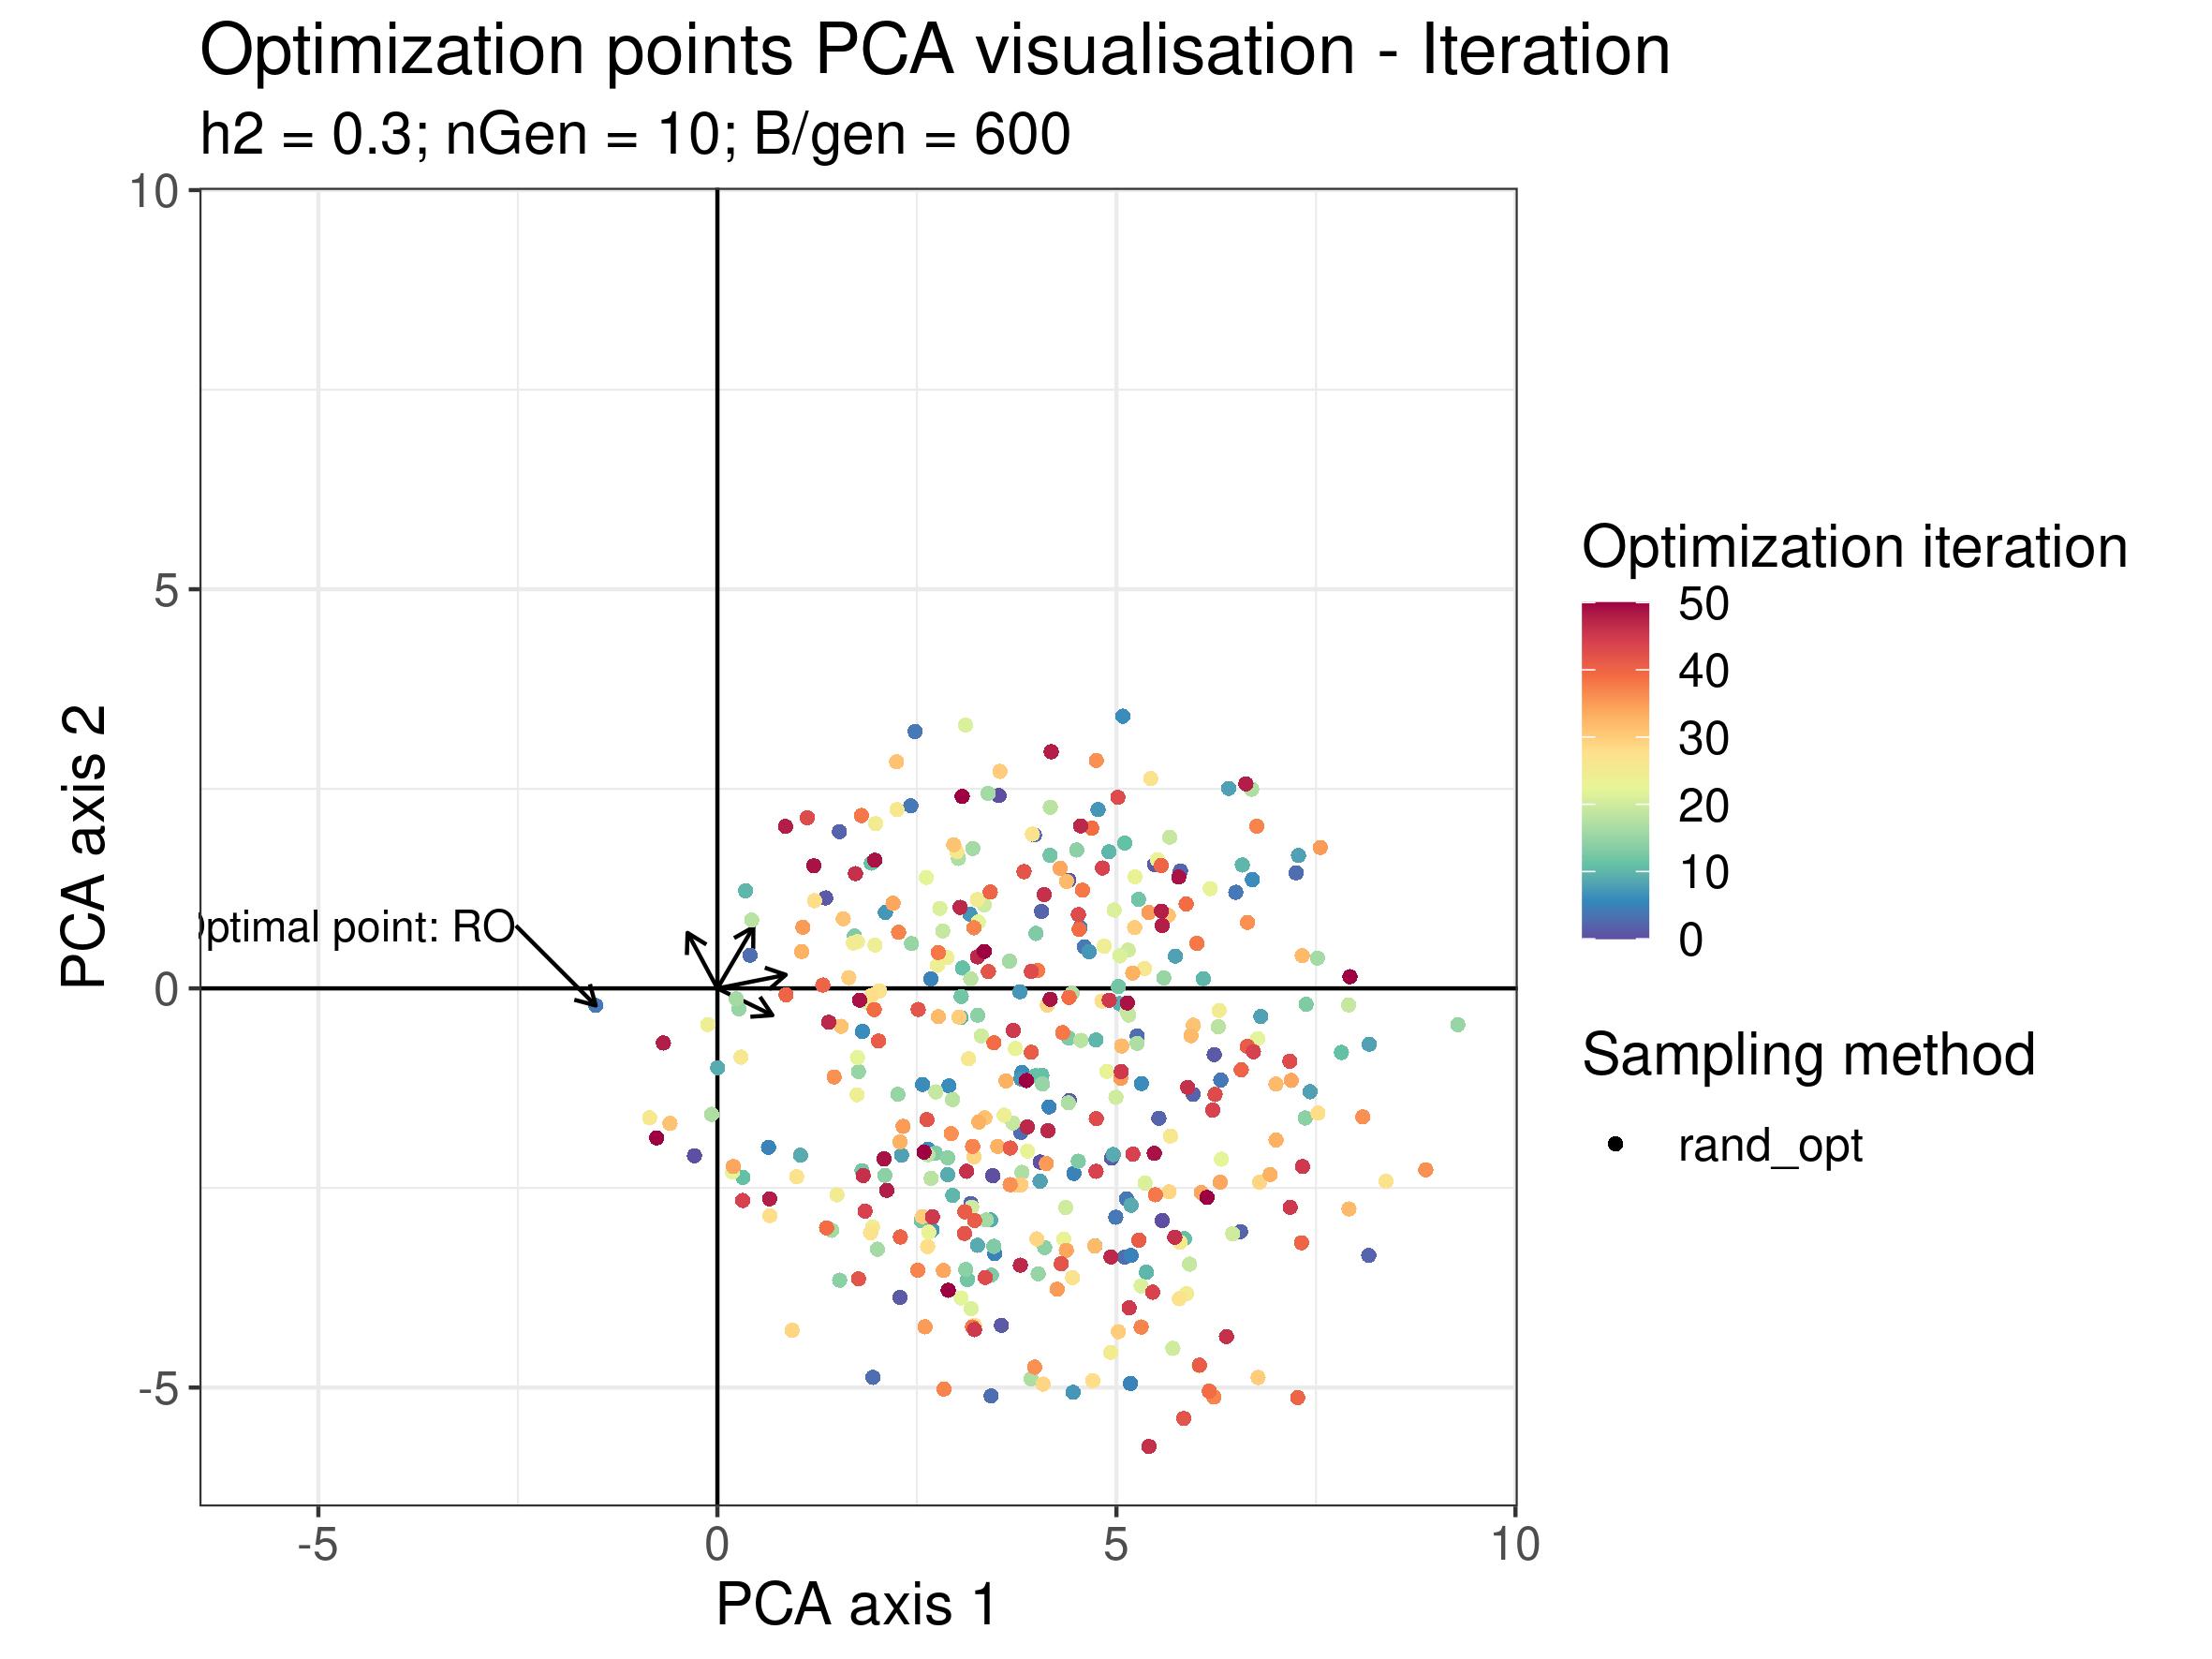 Optimization points PCA visualisation - Iteration
h2 = 0.3; nGen = 10; B/gen = 600
10
5
0
-5
PCA axis 2
ptimal point: RO
-5
0
5
10
PCA axis 1
Optimization iteration
50
40
30
20
10
0
Sampling method
rand_opt